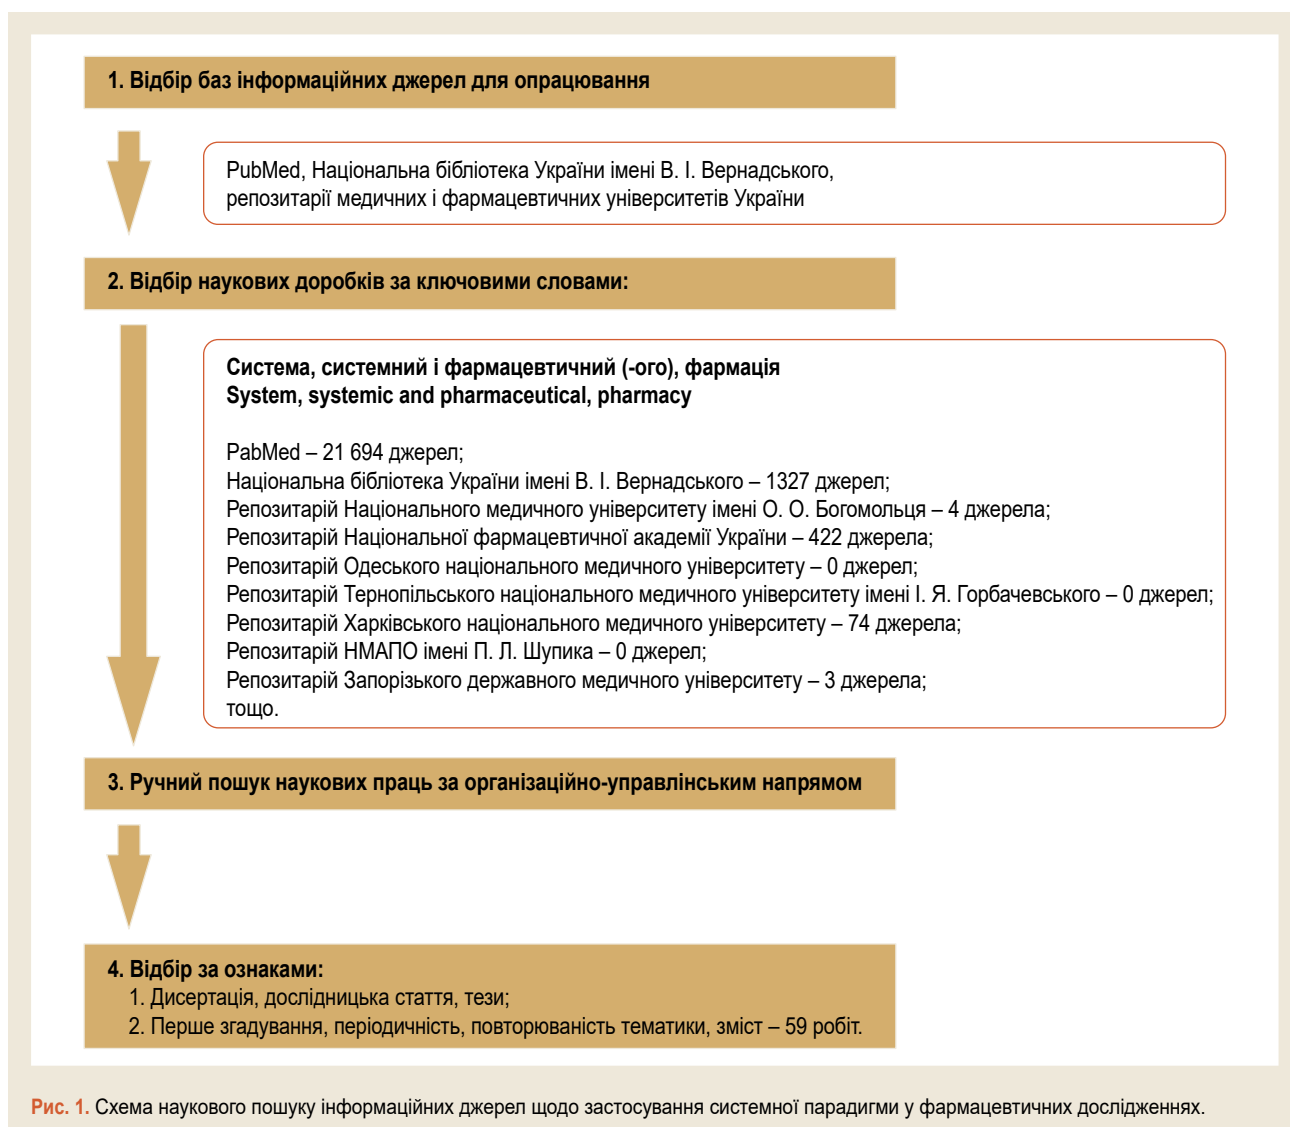 1. Відбір баз інформаційних джерел для опрацювання
PubMed, Національна бібліотека України імені В. І. Вернадського,
репозитарії медичних і фармацевтичних університетів України
2. Відбір наукових доробків за ключовими словами:
Система, системний і фармацевтичний (-ого), фармація
System, systemic and pharmaceutical, pharmacy
PabMed – 21 694 джерел;
Національна бібліотека України імені В. І. Вернадського – 1327 джерел;
Репозитарій Національного медичного університету імені О. О. Богомольця – 4 джерела;
Репозитарій Національної фармацевтичної академії України – 422 джерела;
Репозитарій Одеського національного медичного університету – 0 джерел;
Репозитарій Тернопільського національного медичного університету імені І. Я. Горбачевського – 0 джерел;
Репозитарій Харківського національного медичного університету – 74 джерела;
Репозитарій НМАПО імені П. Л. Шупика – 0 джерел;
Репозитарій Запорізького державного медичного університету – 3 джерела;
тощо.
3. Ручний пошук наукових праць за організаційно-управлінським напрямом
4. Відбір за ознаками:
1. Дисертація, дослідницька стаття, тези;
2. Перше згадування, періодичність, повторюваність тематики, зміст – 59 робіт.
Рис. 1. Схема наукового пошуку інформаційних джерел щодо застосування системної парадигми у фармацевтичних дослідженнях.